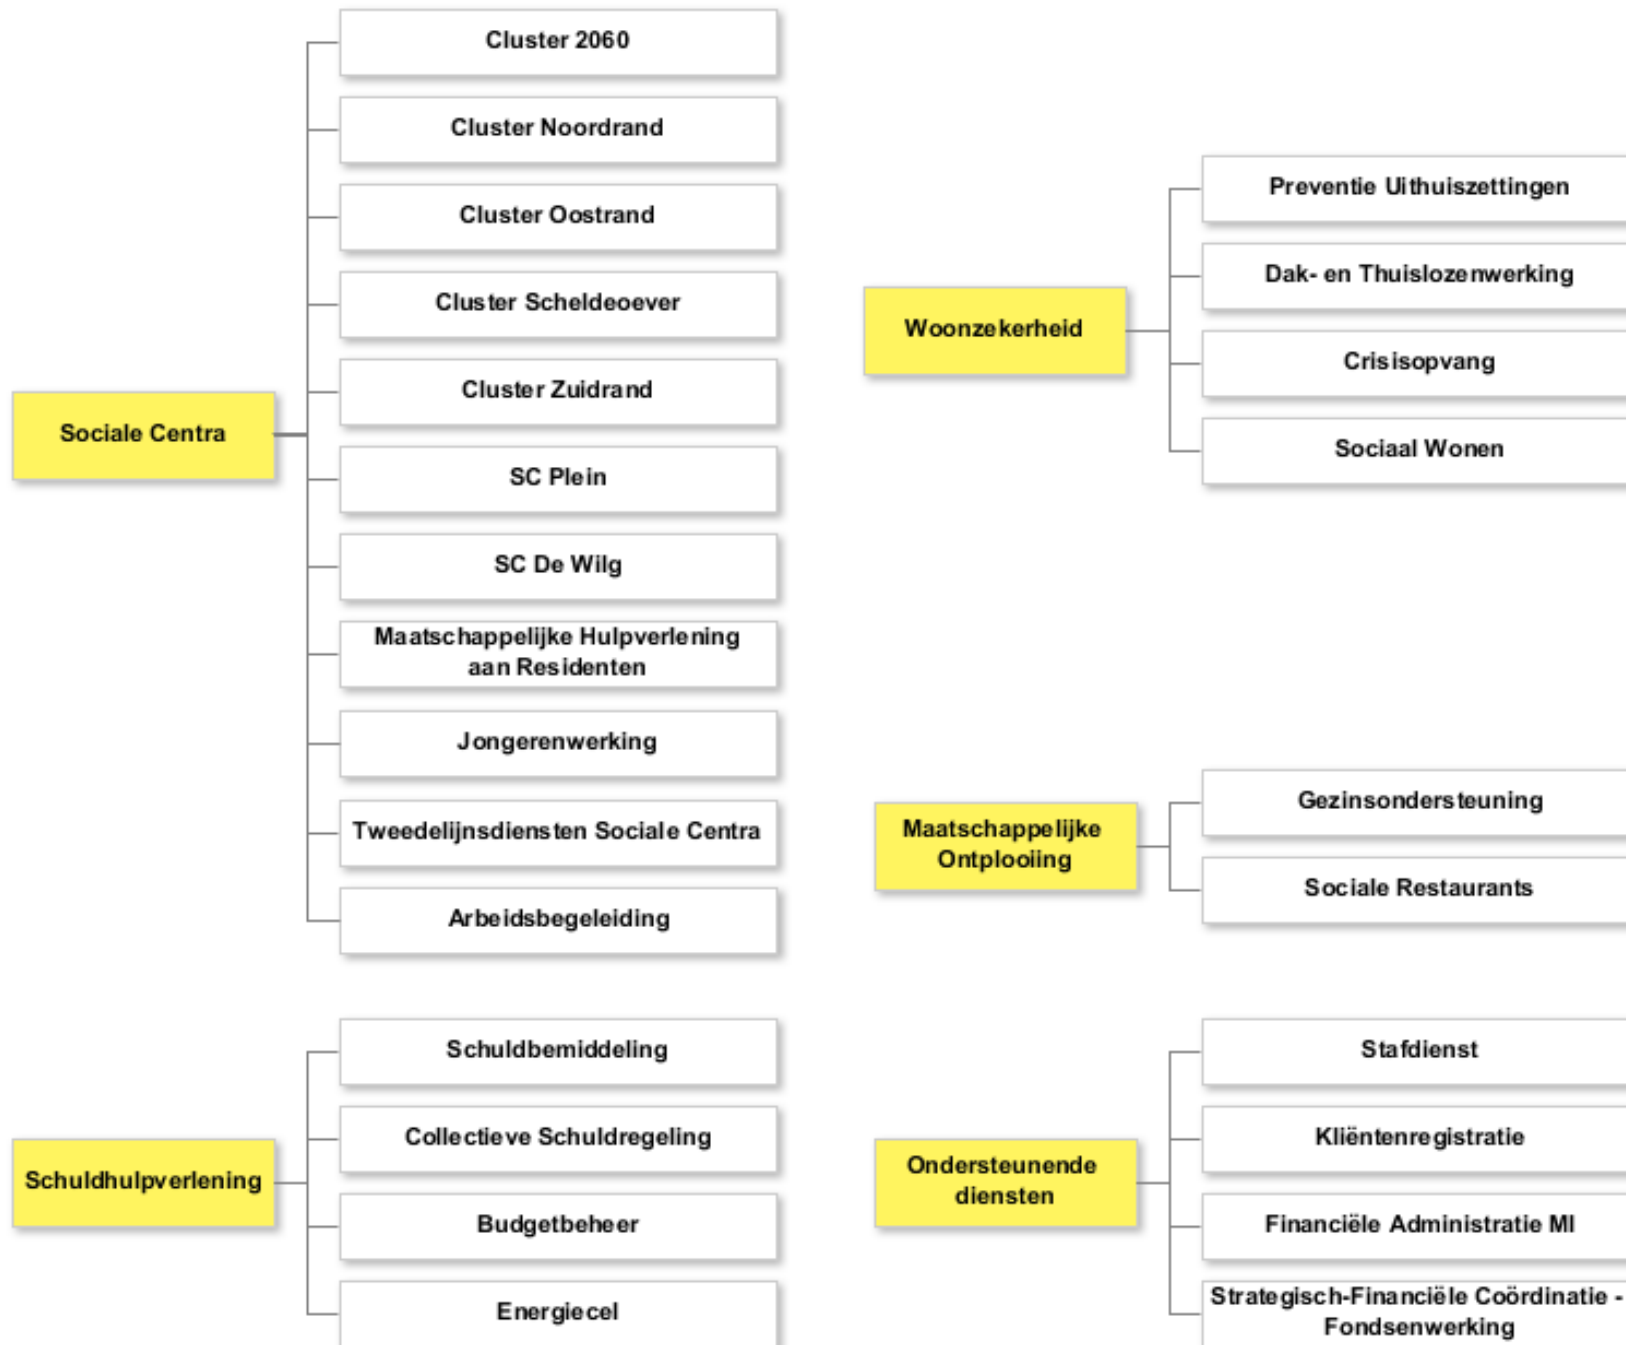 Sociale Centra
Cluster 2060
Cluster Noordrand
Cluster Oostrand
Cluster Scheldeoever
Cluster Zuidrand
SC Plein
SC De Wilg
Maatschappelijke Hulpverlening
aan Residenten
Jongerenwerking
Tweedelijnsdiensten Sociale Centra
Arbeidsbegeleiding
Woonzekerheid
Preventie Uithuiszettingen
Dak- en Thuislozenwerking
Crisisopvang
Sociaal Wonen
Maatschappelijke
Ontplooiing
Gezinsondersteuning
Sociale Restaurants
Schuldhulpverlening
Schuldbemiddeling
Collectieve Schuldregeling
Budgetbeheer
Energiecel
Ondersteunende
diensten
Stafdienst
Kliëntenregistratie
Financiële Administratie MI
Strategisch-Financiële Coördinatie -
Fondsenwerking